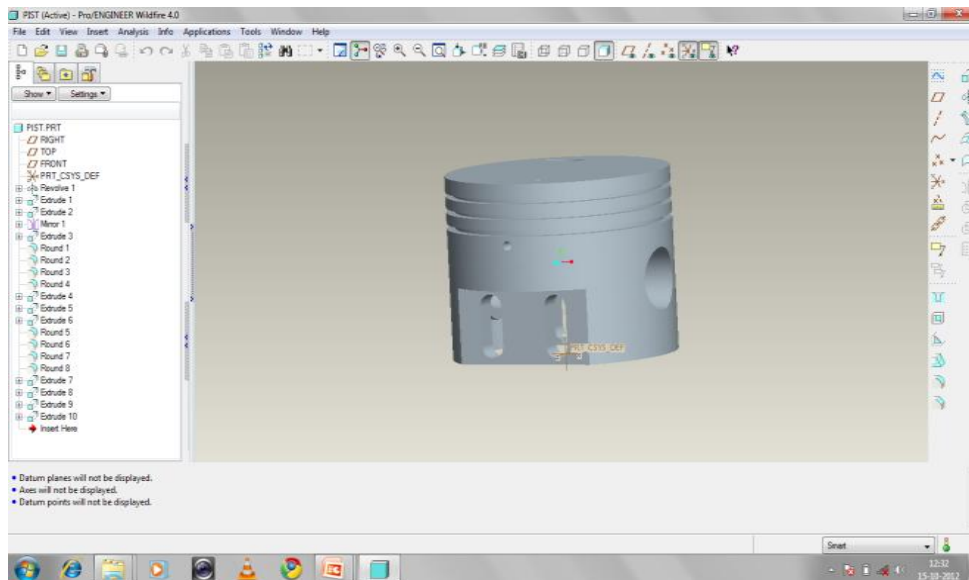 PIST (Active) - Pro/ENGINEER Wildfire 4.0
File Edit View Insert Analysis Info Applications Tools Window Help
Show Settings
PIST.PRT
RIGHT
TOP
FRONT
PRT_CSYS_DEF
Revolve 1
Extrude 1
Extrude 2
Mirror 1
Extrude 3
Round 1
Round 2
Round 3
Round 4
Extrude 4
Extrude 5
Extrude 6
Round 5
Round 6
Round 7
Round 8
Extrude 7
Extrude 8
Extrude 9
Extrude 10
Insert Here
PRT_CSYS_DEF
Datum planes will not be displayed.
Axes will not be displayed.
Datum points will not be displayed.
Smart
12:32
15-10-2012